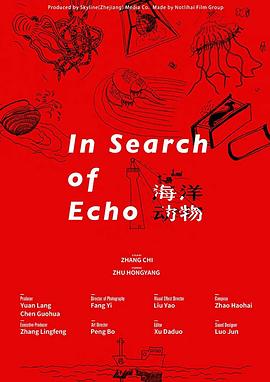 Produced by Skyline(Zhejiang) Media Co. Made by Notlihai Film Group
In Search
of
Echo
海洋
动物
ZHANG CHI
ZHU HONGYANG
Producer
Yuan Lang
Chen Guohua
Director of Photography
Fang Yi
Visual Effect Director
Liu Yao
Composer
Zhao Haohai
Executive Producer
Zhang Lingfeng
Art Director
Peng Bo
Editor
Xu Daduo
Sound Designer
Luo Jun